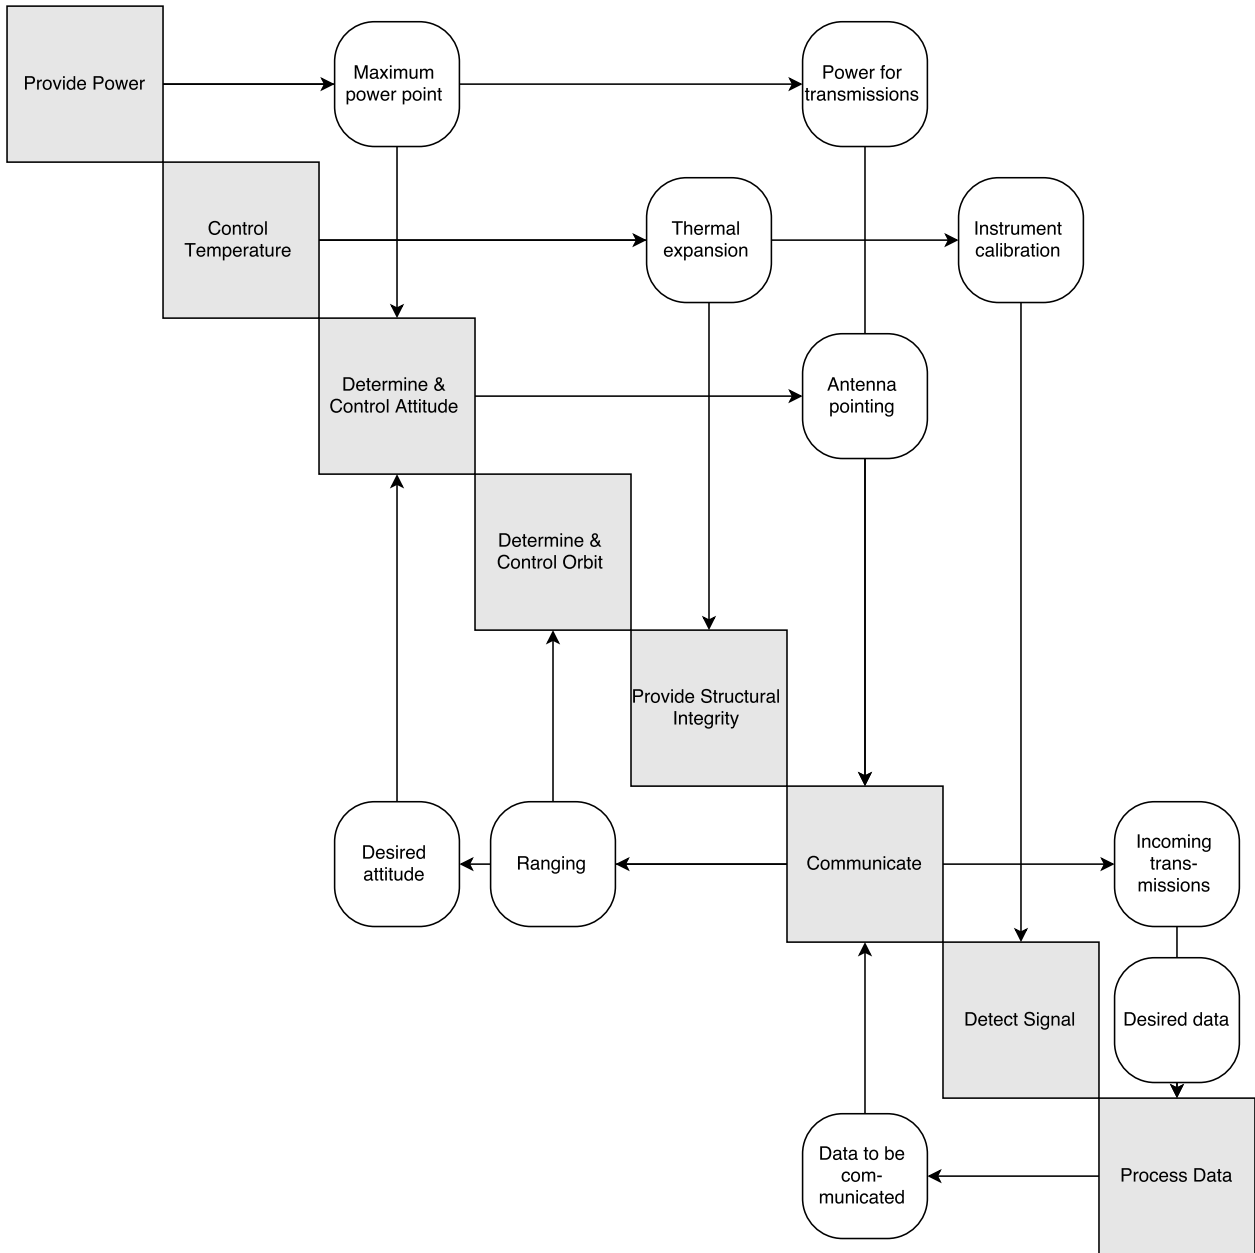 Provide Power
Maximum
power point
Power for
transmissions
Control
Temperature
Thermal
expansion
Instrument
calibration
Determine &
Control Attitude
Antenna
pointing
Determine &
Control Orbit
Provide Structural
Integrity
Desired
attitude
Ranging
Communicate
Incoming
trans-
missions
Detect Signal
Desired data
Data to be
com-
municated
Process Data